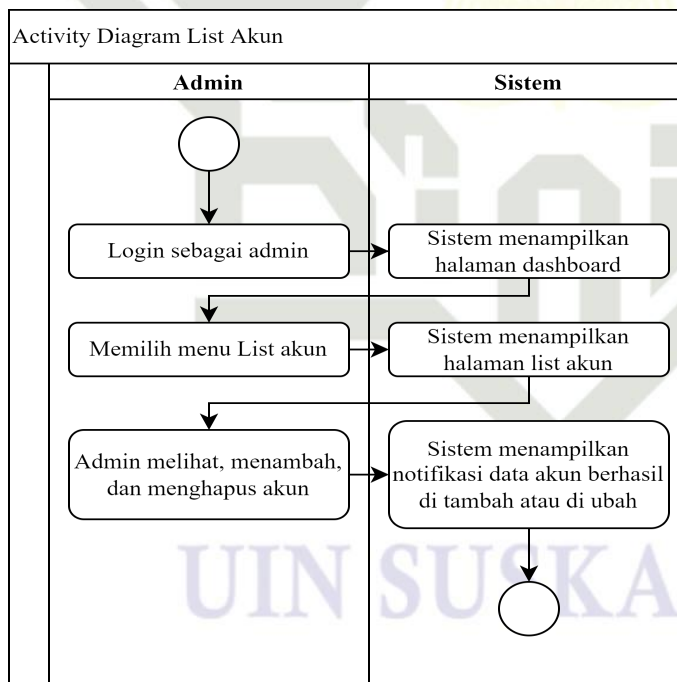 Activity Diagram List Akun
Admin
Sistem
Login sebagai admin
Sistem menampilkan
halaman dashboard
Memilih menu List akun
Sistem menampilkan
halaman list akun
Admin melihat, menambah,
dan menghapus akun
Sistem menampilkan
notifikasi data akun berhasil
di tambah atau di ubah
UIN SUSKA